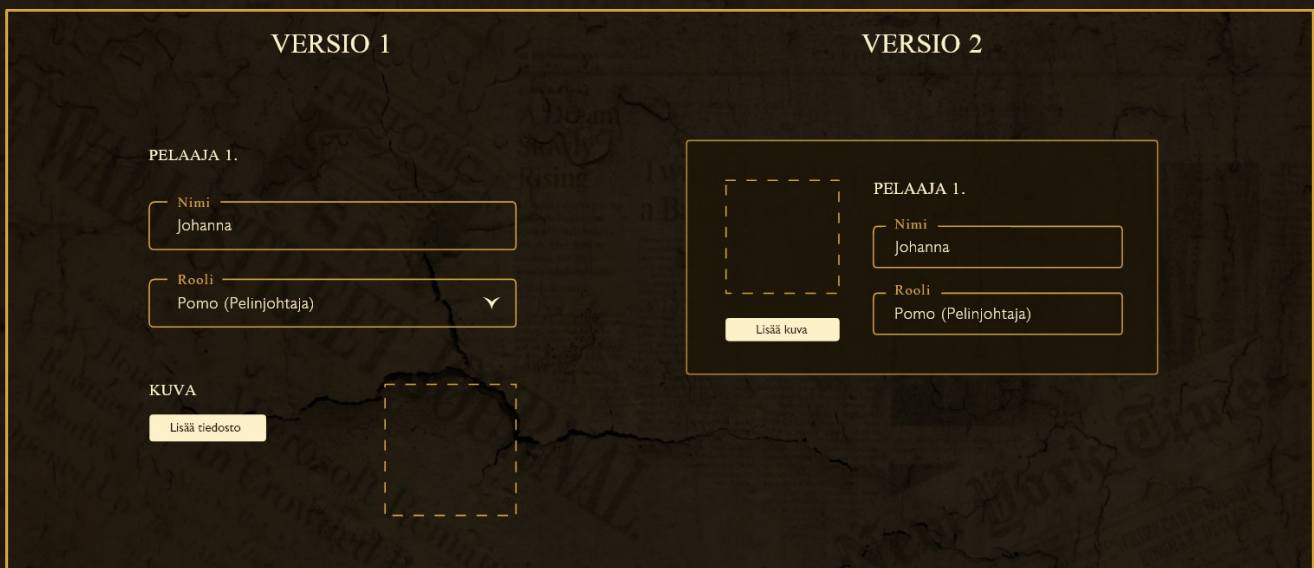 VERSIO 1
PELAAJA 1.
Nimi
Johanna
Rooli
Pomo (Pelinjohtaja)
KUVA
Lisää tiedosto
VERSIO 2
PELAAJA 1.
Nimi
Johanna
Rooli
Pomo (Pelinjohtaja)
Lisää kuva